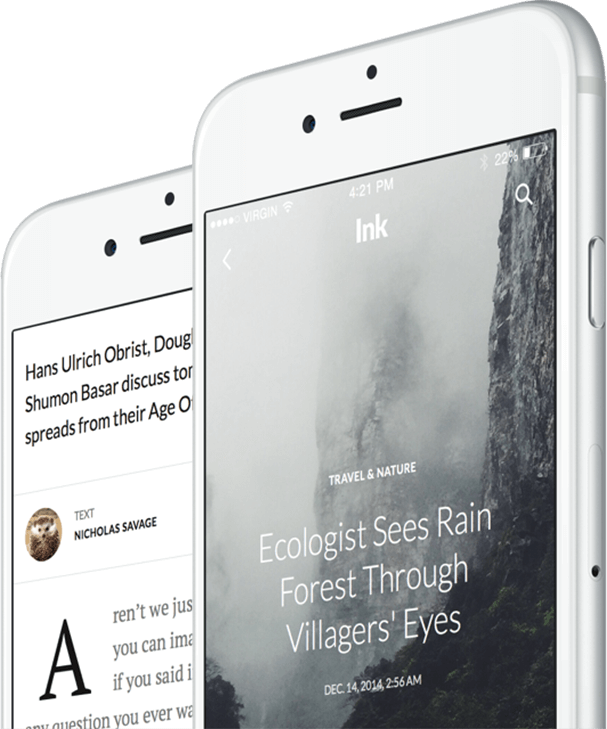 Hans Ulrich Obrist, Doug
Shumon Basar discuss tor
spreads from their Age O
TEXT
NICHOLAS SAVAGE
A
ren't we jus
you can ima
if you said i
any question you ever wa
VIRGIN
4:21 PM
22%
Ink
TRAVEL & NATURE
Ecologist Sees Rain
Forest Through
Villagers' Eyes
DEC. 14, 2014, 2:56 AM